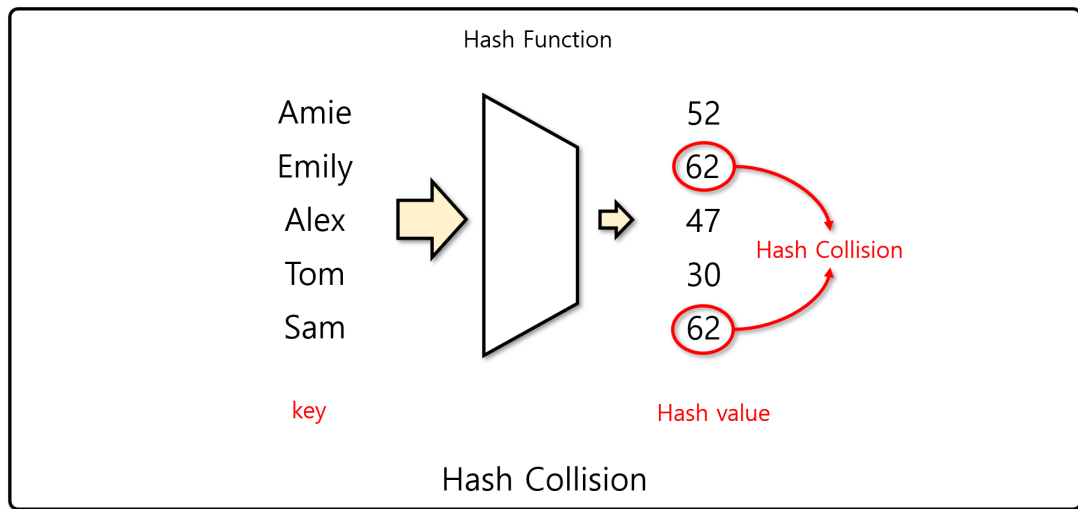 Hash Function
Amie
52
Emily
62
Alex
47
Hash Collision
Tom
30
Sam
62
key
Hash value
Hash Collision